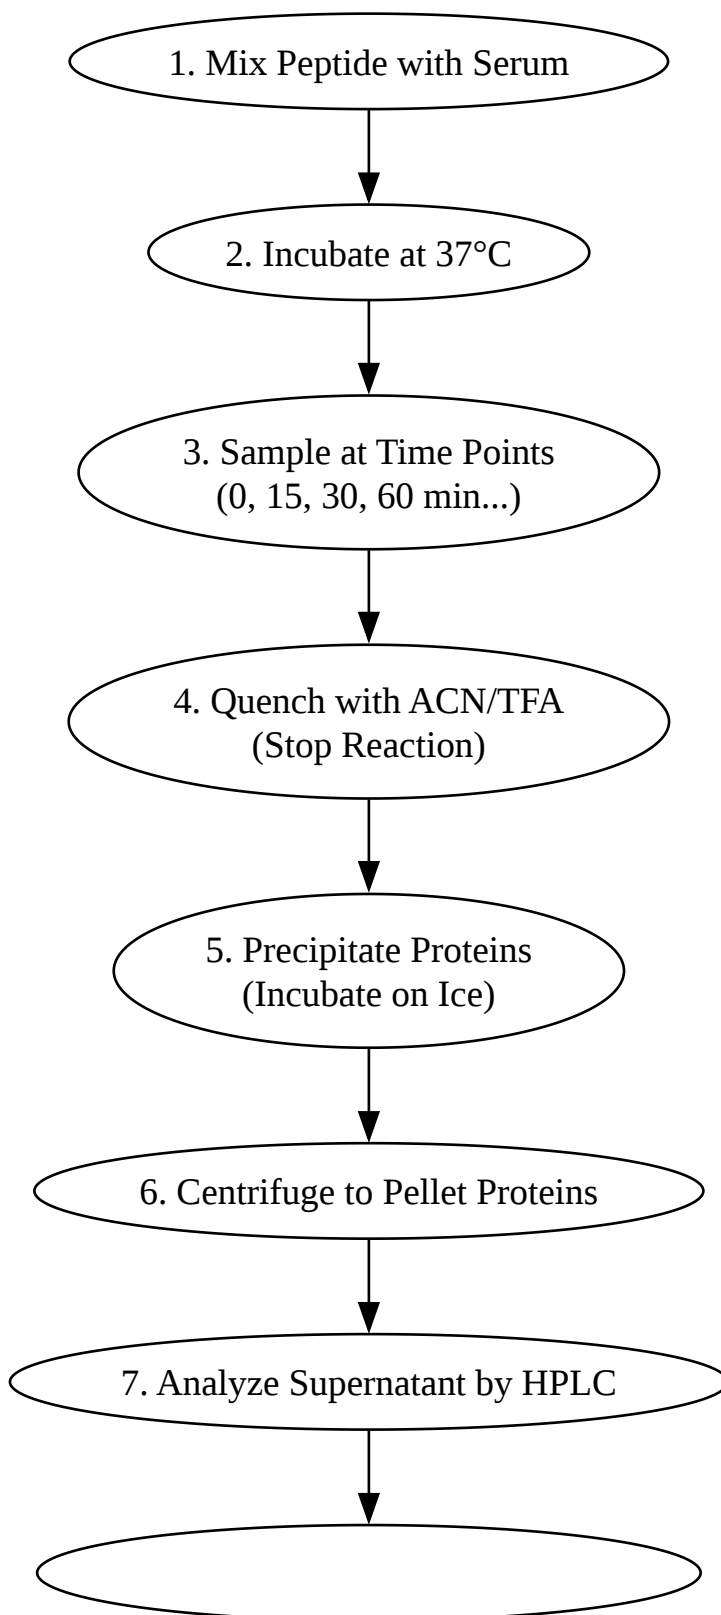 1. Mix Peptide with Serum
2. Incubate at 37°C
3. Sample at Time Points
(0, 15, 30, 60 min...)
4. Quench with ACN/TFA
(Stop Reaction)
5. Precipitate Proteins
(Incubate on Ice)
6. Centrifuge to Pellet Proteins
7. Analyze Supernatant by HPLC